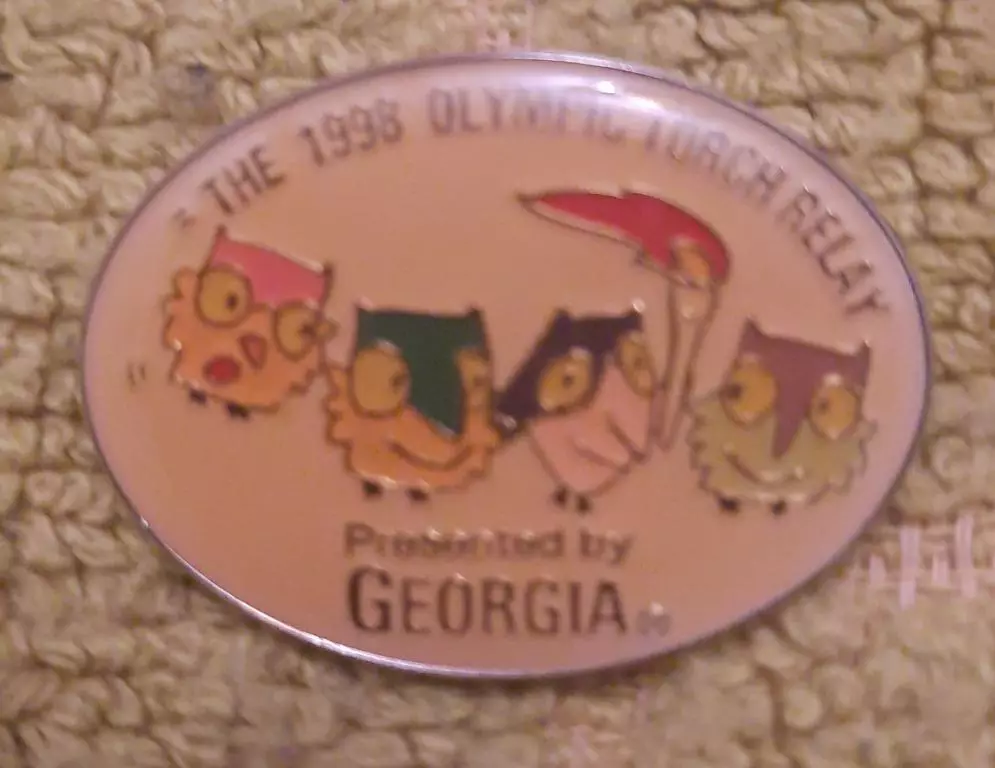 THE 1998 OLYMPIC TORCH RELAY
Presented by
GEORGIA